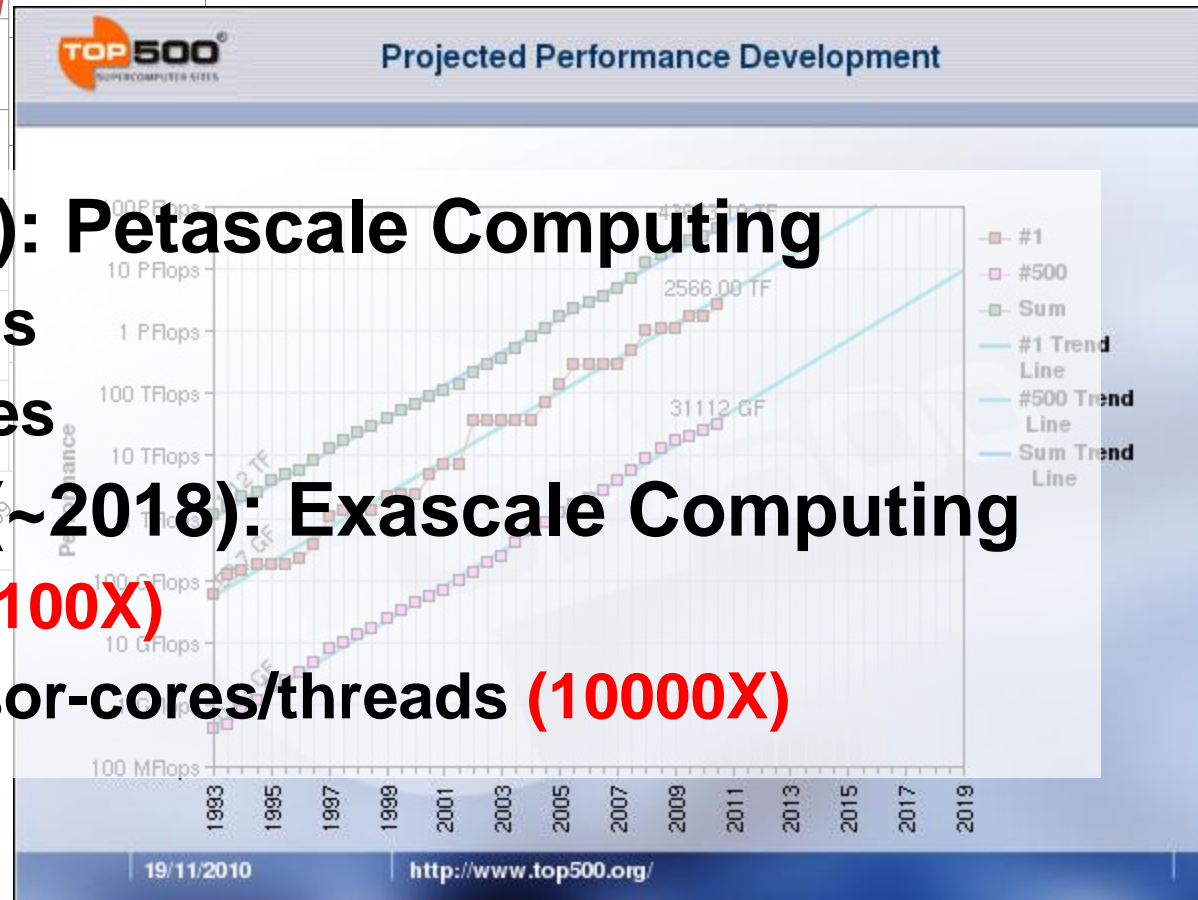 TOP500®
SUPERCOMPUTER SITES
Projected Performance Development
): Petascale Computing
s
es
(~2018): Exascale Computing
100X)
sor-cores/threads (10000X)
10 PFlops
1 PFlops
100 TFlops
10 TFlops
100 GFlops
10 GFlops
100 MFlops
Performance
2566.00 TF
31112 GF
#1
#500
Sum
#1 Trend
Line
#500 Trend
Line
Sum Trend
Line
1993
1995
1997
1999
2001
2003
2005
2007
2009
2011
2013
2015
2017
2019
19/11/2010
http://www.top500.org/